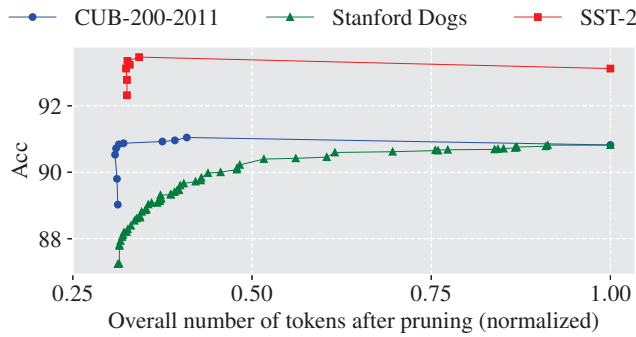 CUB-200-2011 Stanford Dogs SST-2
Acc
92
90
88
0.25 0.50 0.75 1.00
Overall number of tokens after pruning (normalized)